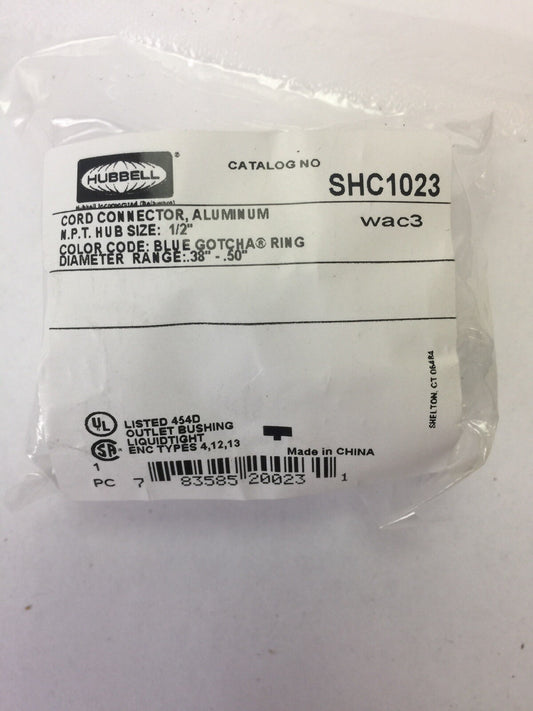 HUBBELL®
Hubbell Incorporated (Delaware)
CATALOG NO
SHC1023
CORD CONNECTOR, ALUMINUM
wac3
N.P.T. HUB SIZE: 1/2"
COLOR CODE: BLUE GOTCHA® RING
DIAMETER RANGE:.38" - .50"
SHELTON, CT 06484
UL
LISTED 454D
OUTLET BUSHING
LIQUIDTIGHT
SA
ENC TYPES 4,12,13
Made in CHINA
1
PC 7 83585 20023 1